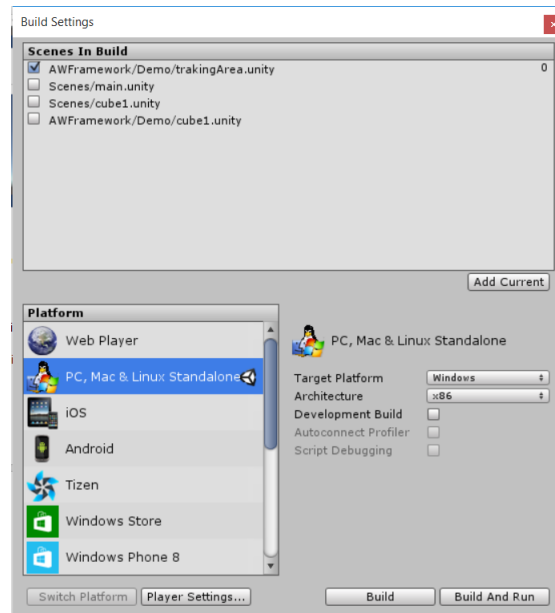 Build Settings
Scenes In Build
AWFramework/Demo/trakingArea.unity 0
Scenes/main.unity
Scenes/cube1.unity
AWFramework/Demo/cube1.unity
Add Current
Platform
Web Player
PC, Mac & Linux Standalone
iOS
Android
Tizen
Windows Store
Windows Phone 8
PC, Mac & Linux Standalone
Target Platform Windows
Architecture x86
Development Build
Autoconnect Profiler
Script Debugging
Switch Platform Player Settings... Build Build And Run